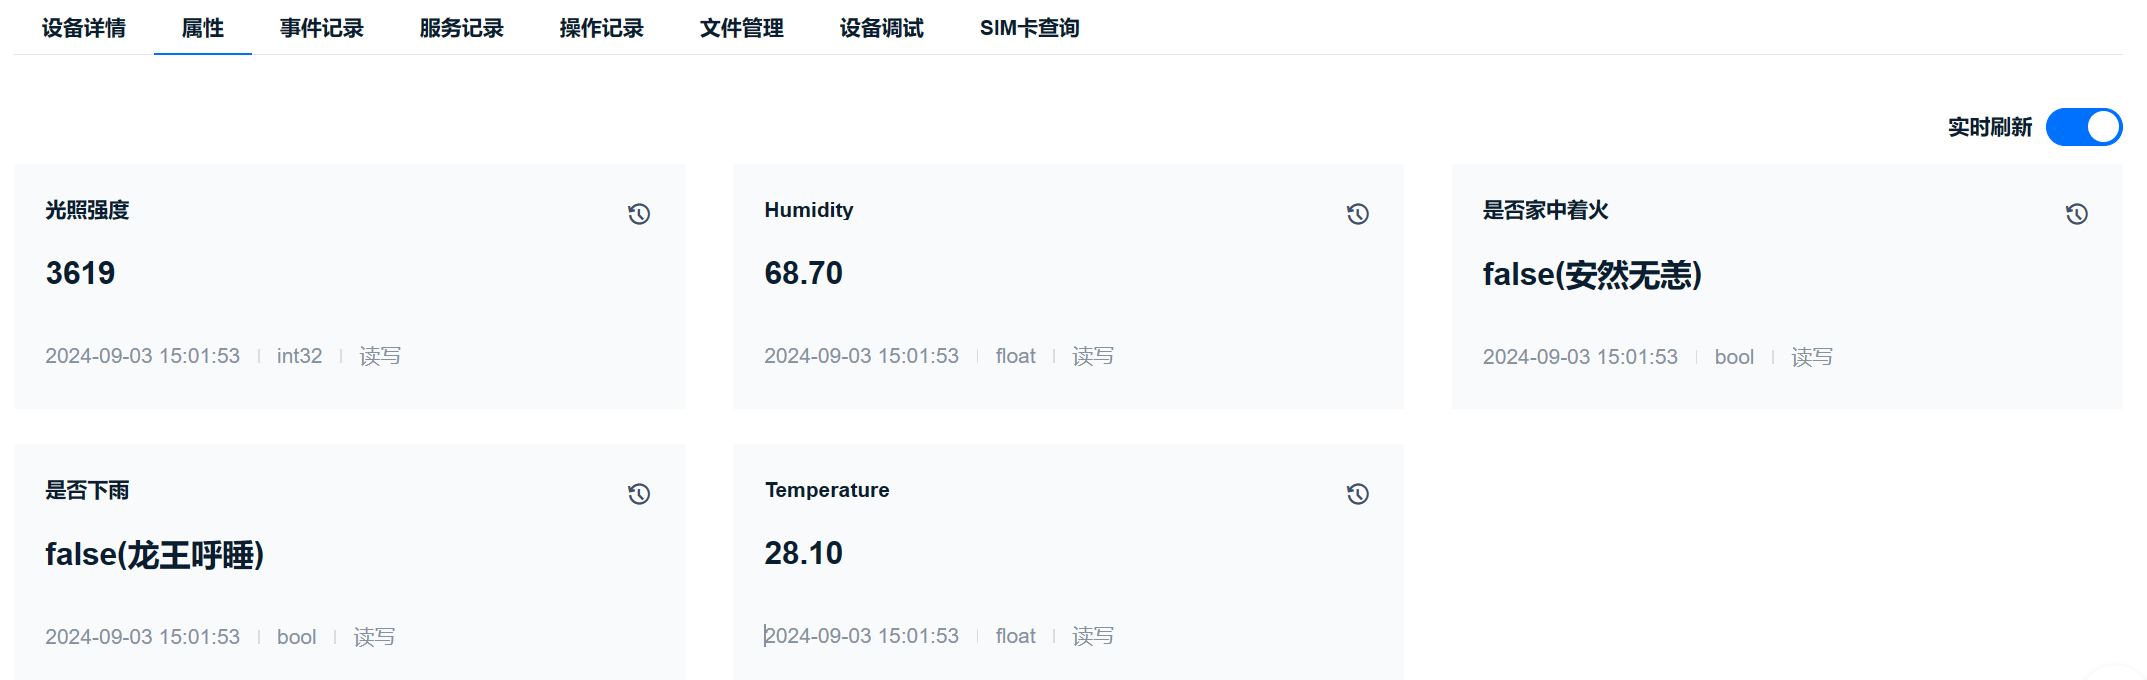 设备详情 属性 事件记录 服务记录 操作记录 文件管理 设备调试 SIM卡查询
实时刷新
光照强度
3619
2024-09-03 15:01:53 int32 读写
Humidity
68.70
2024-09-03 15:01:53 float 读写
是否家中着火
false(安然无恙)
2024-09-03 15:01:53 bool 读写
是否下雨
false(龙王呼睡)
2024-09-03 15:01:53 bool 读写
Temperature
28.10
2024-09-03 15:01:53 float 读写